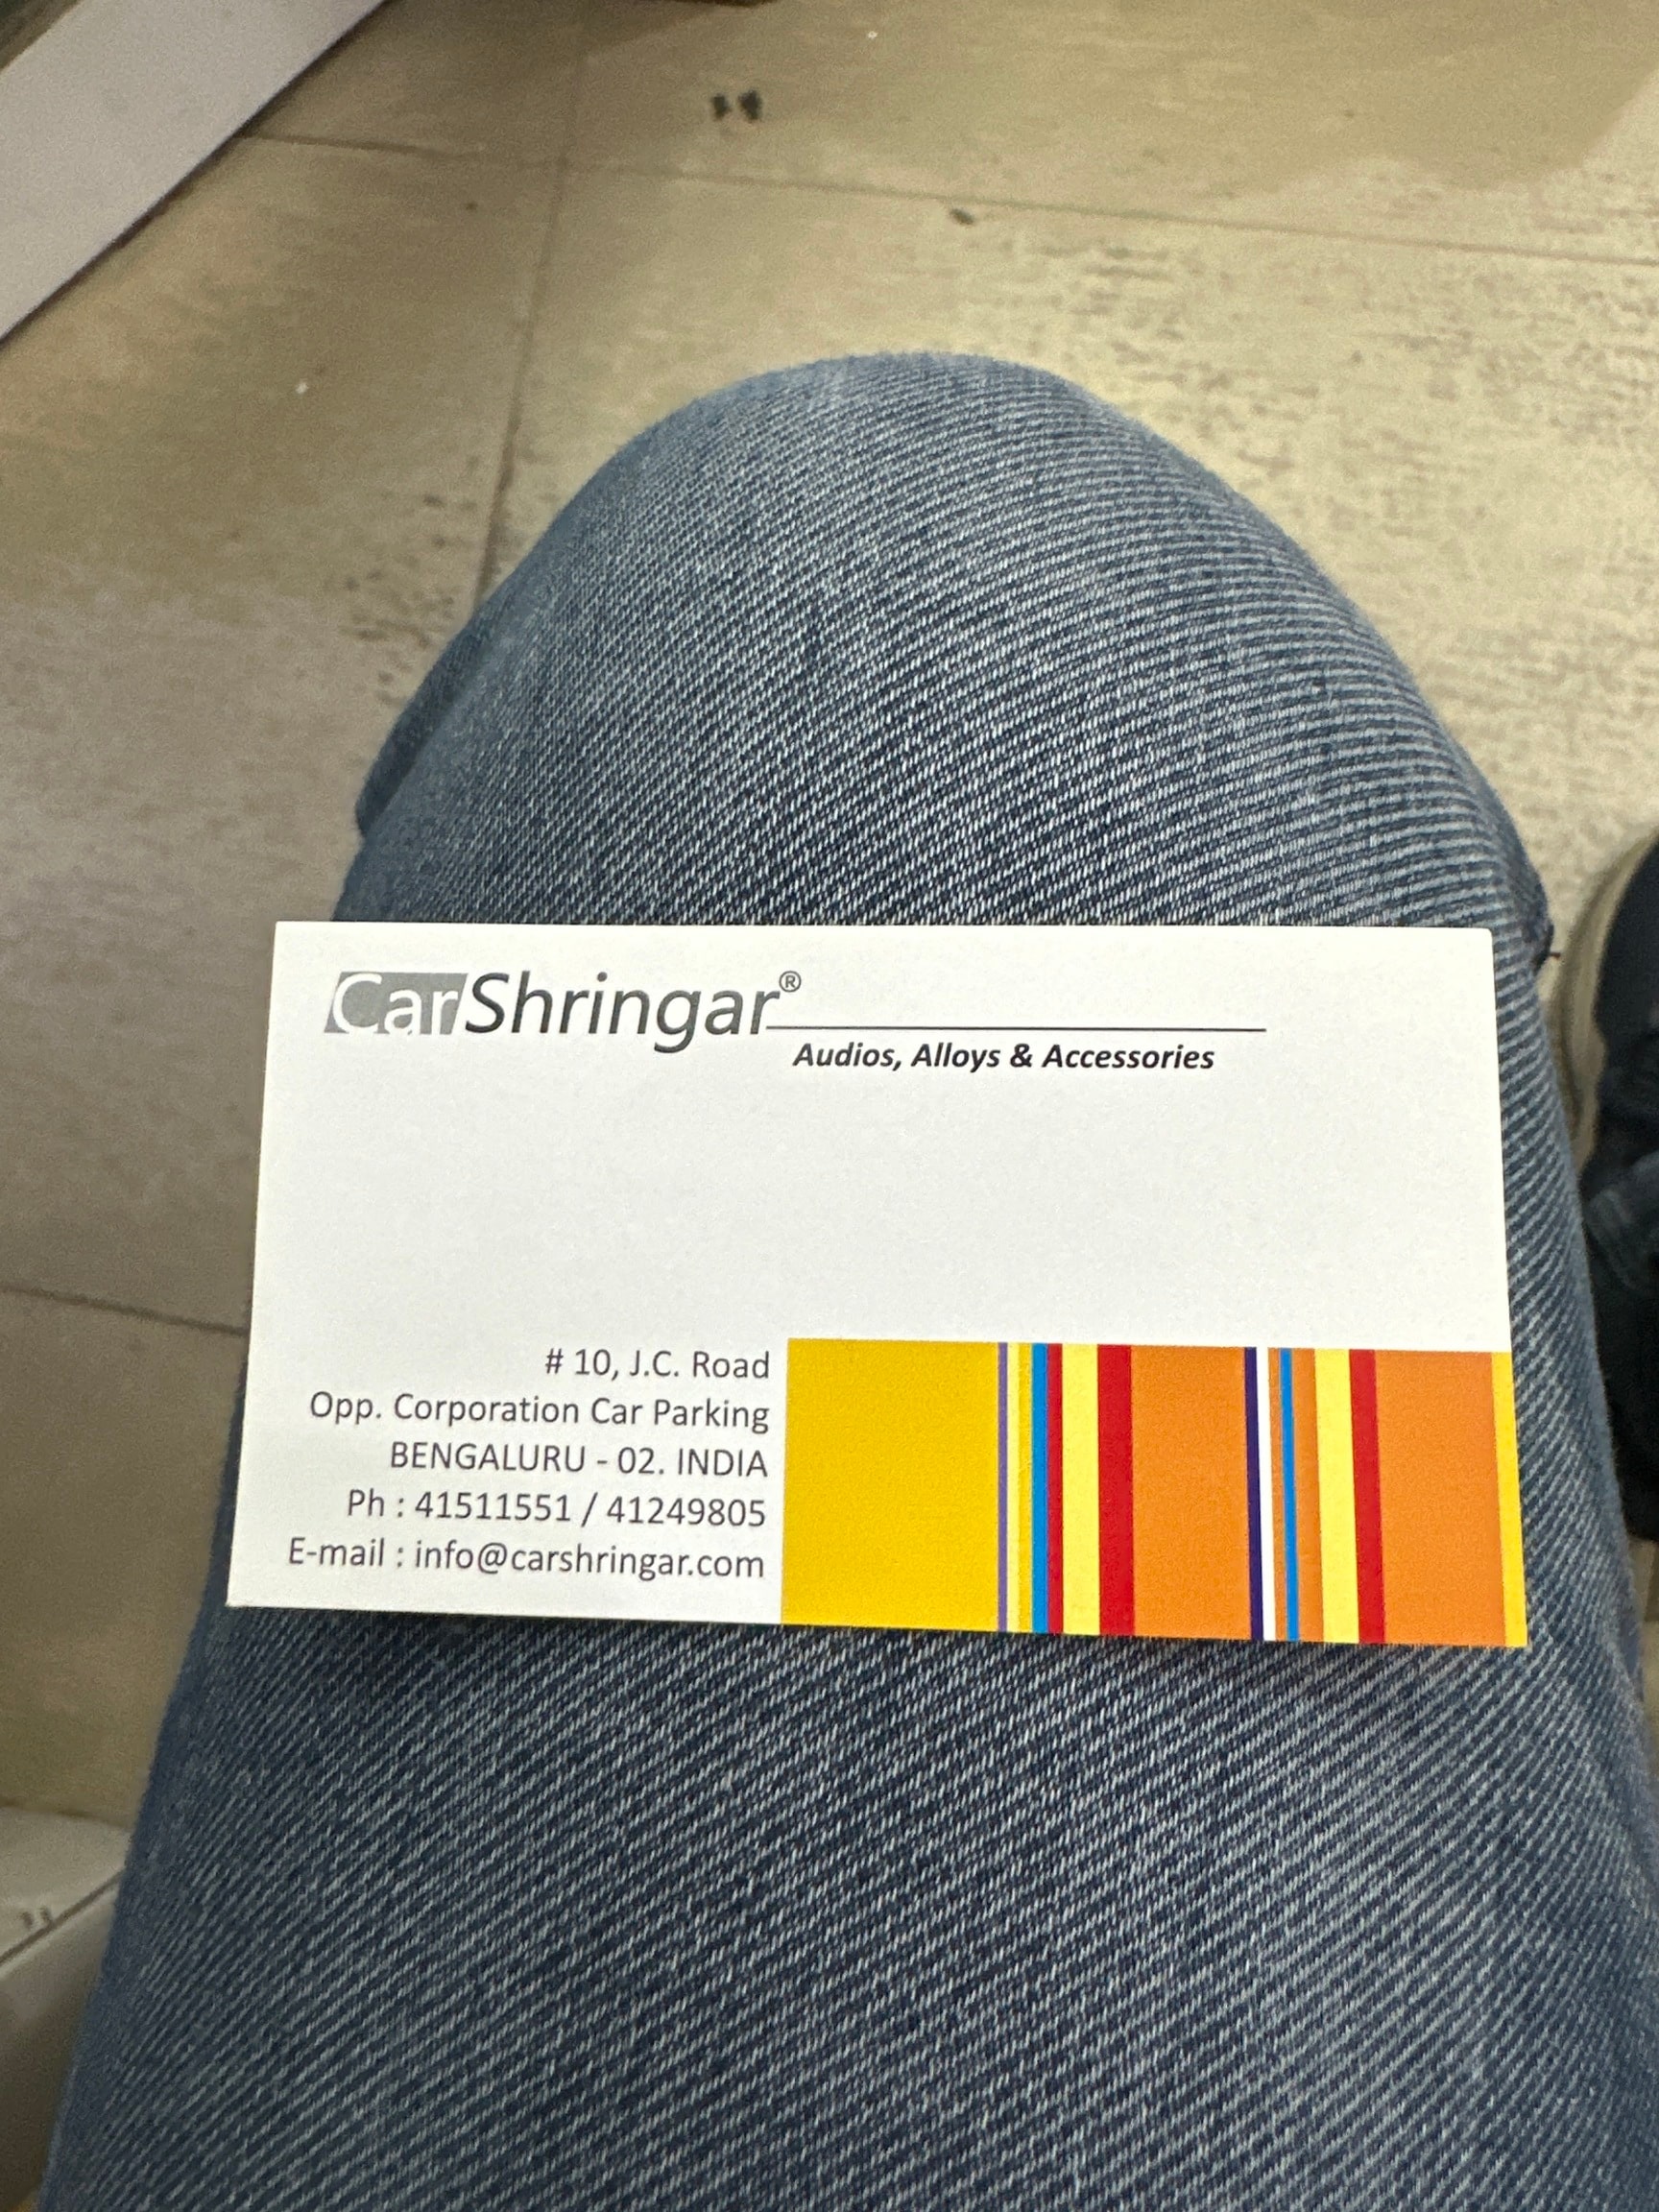 CarShringar®
Audios, Alloys & Accessories
# 10, J.C. Road
Opp. Corporation Car Parking
BENGALURU - 02. INDIA
Ph : 41511551 / 41249805
E-mail : info@carshringar.com